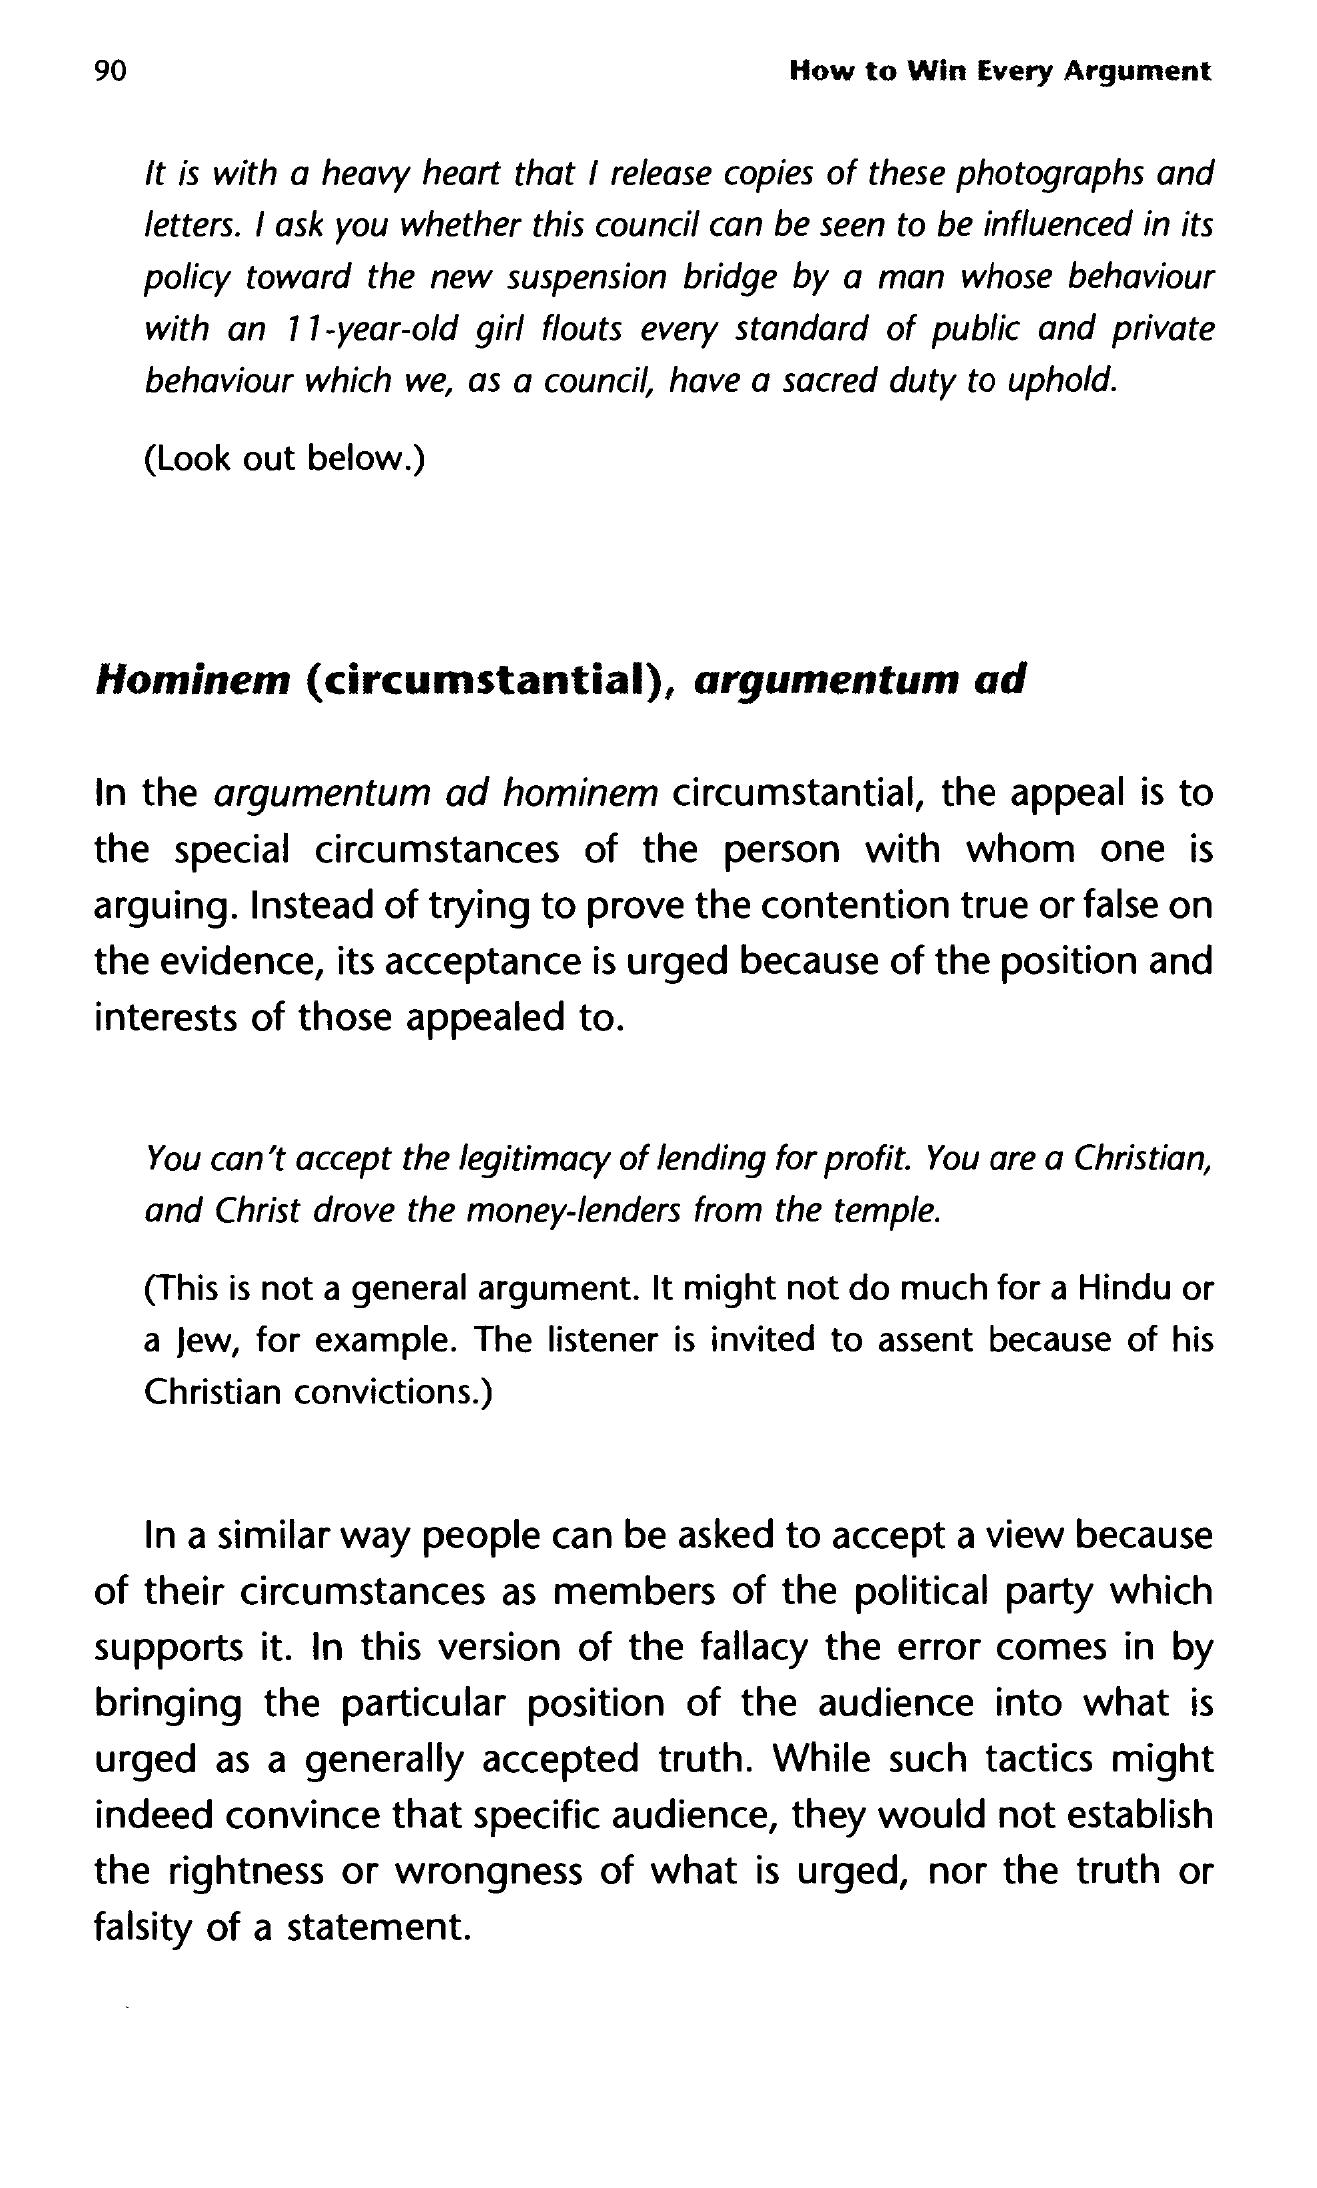 90
How to Win Every Argument
It is with a heavy heart that I release copies of these photographs and
letters. I ask you whether this council can be seen to be influenced in its
policy toward the new suspension bridge by a man whose behaviour
with an 11-year-old girl flouts every standard of public and private
behaviour which we, as a council, have a sacred duty to uphold.
(Look out below.)
Hominem (circumstantial), argumentum ad
In the argumentum ad hominem circumstantial, the appeal is to
the special circumstances of the person with whom one is
arguing. Instead of trying to prove the contention true or false on
the evidence, its acceptance is urged because of the position and
interests of those appealed to.
You can't accept the legitimacy of lending for profit. You are a Christian,
and Christ drove the money-lenders from the temple.
(This is not a general argument. It might not do much for a Hindu or
a Jew, for example. The listener is invited to assent because of his
Christian convictions.)
In a similar way people can be asked to accept a view because
of their circumstances as members of the political party which
supports it. In this version of the fallacy the error comes in by
bringing the particular position of the audience into what is
urged as a generally accepted truth. While such tactics might
indeed convince that specific audience, they would not establish
the rightness or wrongness of what is urged, nor the truth or
falsity of a statement.